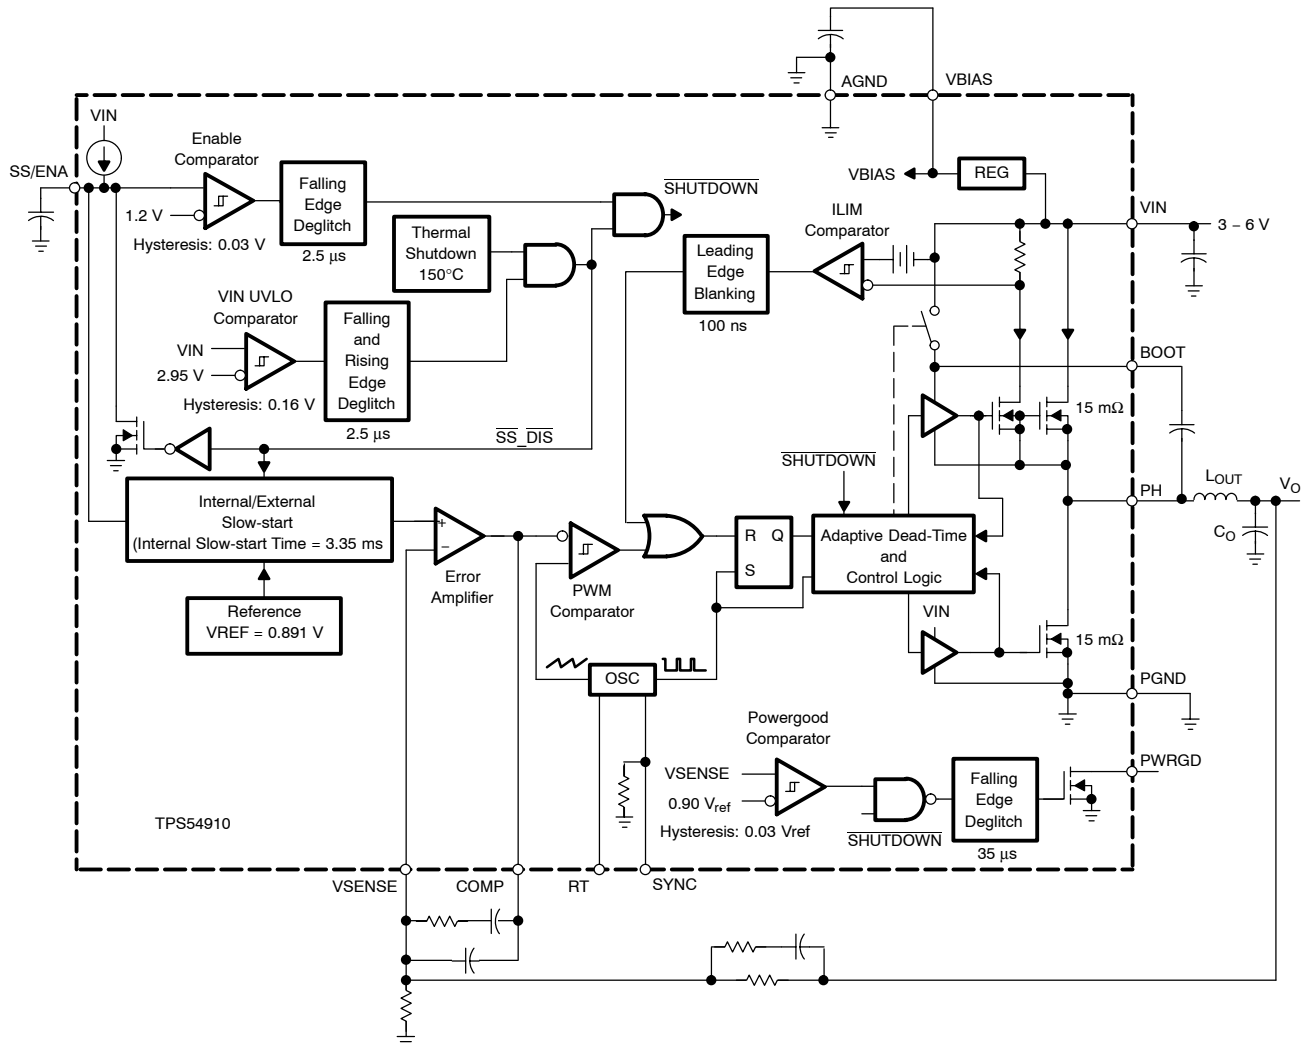 AGND
VBIAS
VIN
SS/ENA
Enable
Comparator
1.2 V
Hysteresis: 0.03 V
Falling
Edge
Deglitch
2.5 µs
SHUTDOWN
Thermal
Shutdown
150°C
VIN UVLO
Comparator
VIN
2.95 V
Hysteresis: 0.16 V
Falling
and
Rising
Edge
Deglitch
2.5 µs
SS_DIS
VBIAS
REG
ILIM
Comparator
Leading
Edge
Blanking
100 ns
VIN
3 – 6 V
BOOT
15 mΩ
PH
LOUT
VO
CO
Internal/External
Slow-start
(Internal Slow-start Time = 3.35 ms
Reference
VREF = 0.891 V
+
−
Error
Amplifier
PWM
Comparator
R Q
S
SHUTDOWN
Adaptive Dead-Time
and
Control Logic
VIN
15 mΩ
PGND
OSC
Powergood
Comparator
VSENSE
0.90 Vref
Hysteresis: 0.03 Vref
SHUTDOWN
Falling
Edge
Deglitch
35 µs
PWRGD
TPS54910
VSENSE
COMP
RT
SYNC